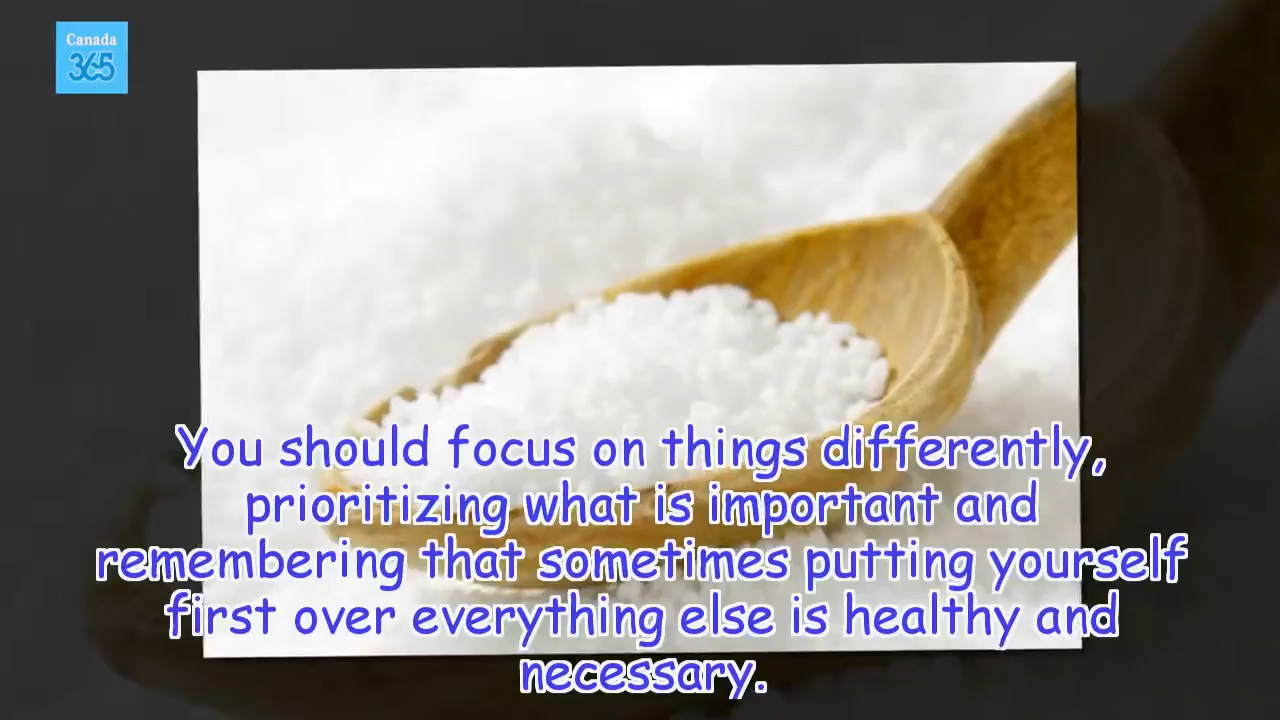 Canada
365
You should focus on things differently,
prioritizing what is important and
remembering that sometimes putting yourself
first over everything else is healthy and
necessary.